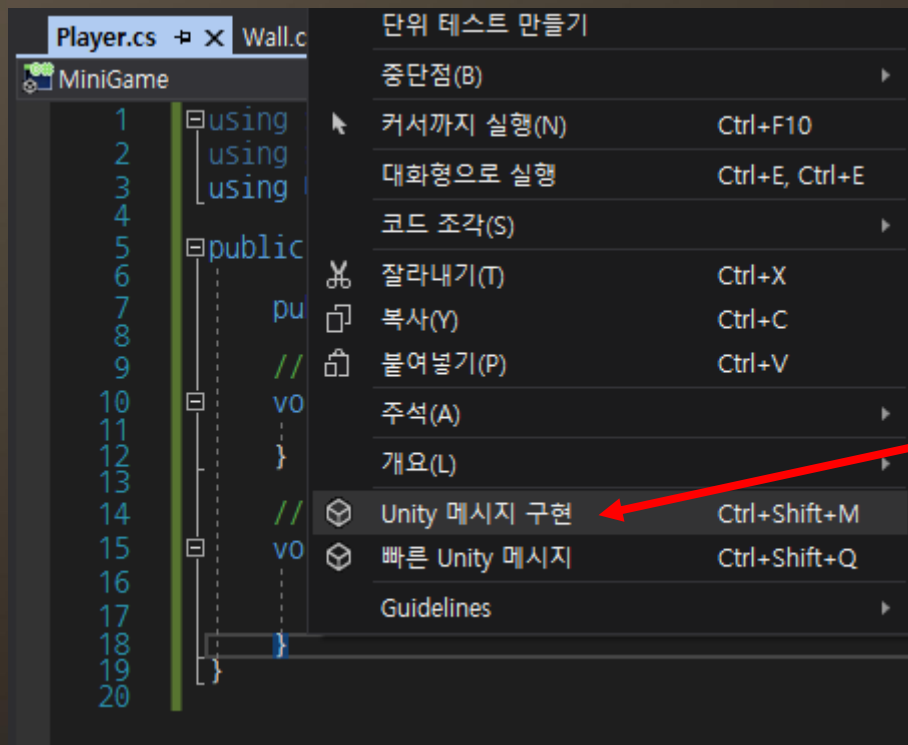 Player.cs Wall.c
MiniGame
1 using
2 using
3 using
4
5 public
6
7 pu
8
9 //
10 vo
11
12 }
13
14 //
15 vo
16
17
18 }
19 }
20
단위 테스트 만들기
중단점(B)
커서까지 실행(N) Ctrl+F10
대화형으로 실행 Ctrl+E, Ctrl+E
코드 조각(S)
잘라내기(T) Ctrl+X
복사(Y) Ctrl+C
붙여넣기(P) Ctrl+V
주석(A)
개요(L)
Unity 메시지 구현 Ctrl+Shift+M
빠른 Unity 메시지 Ctrl+Shift+Q
Guidelines